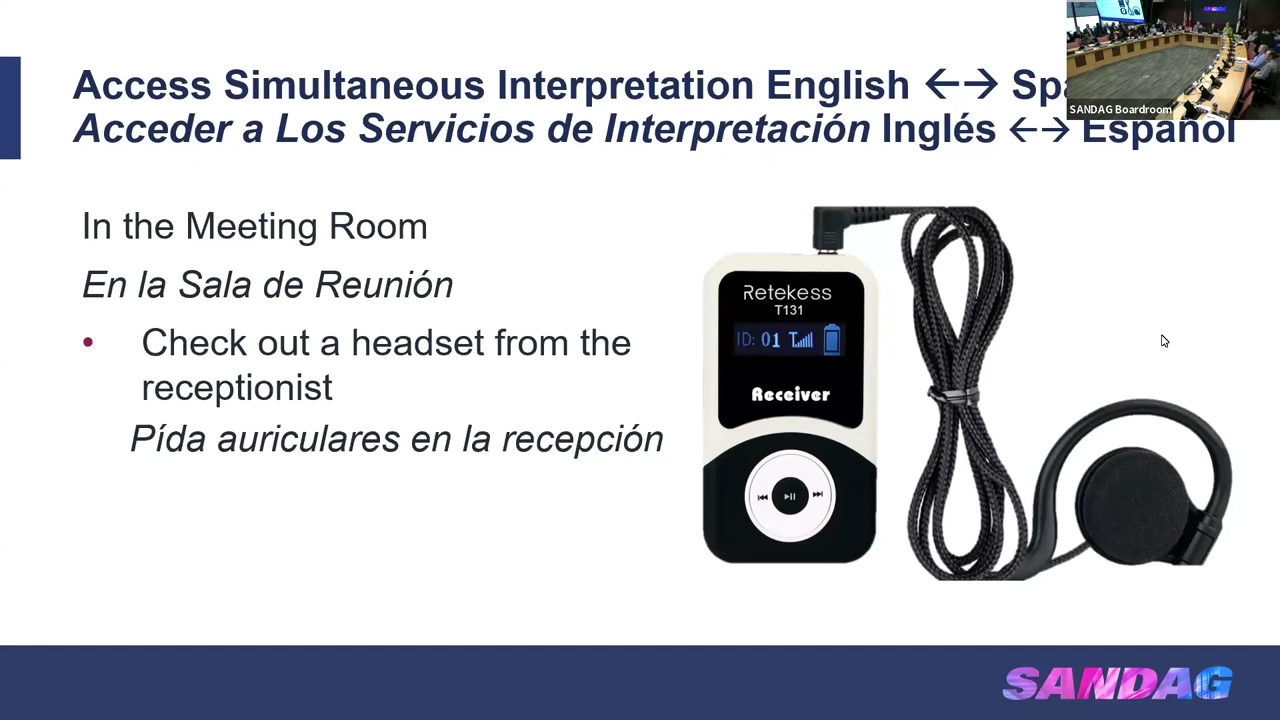 Access Simultaneous Interpretation English ←→ Spa
Acceder a Los Servicios de Interpretación Inglés ←→ Español
SANDAG Boardroom
In the Meeting Room
En la Sala de Reunión
• Check out a headset from the
receptionist
Pída auriculares en la recepción
Retekess
T131
ID: 01
Receiver
SANDAG